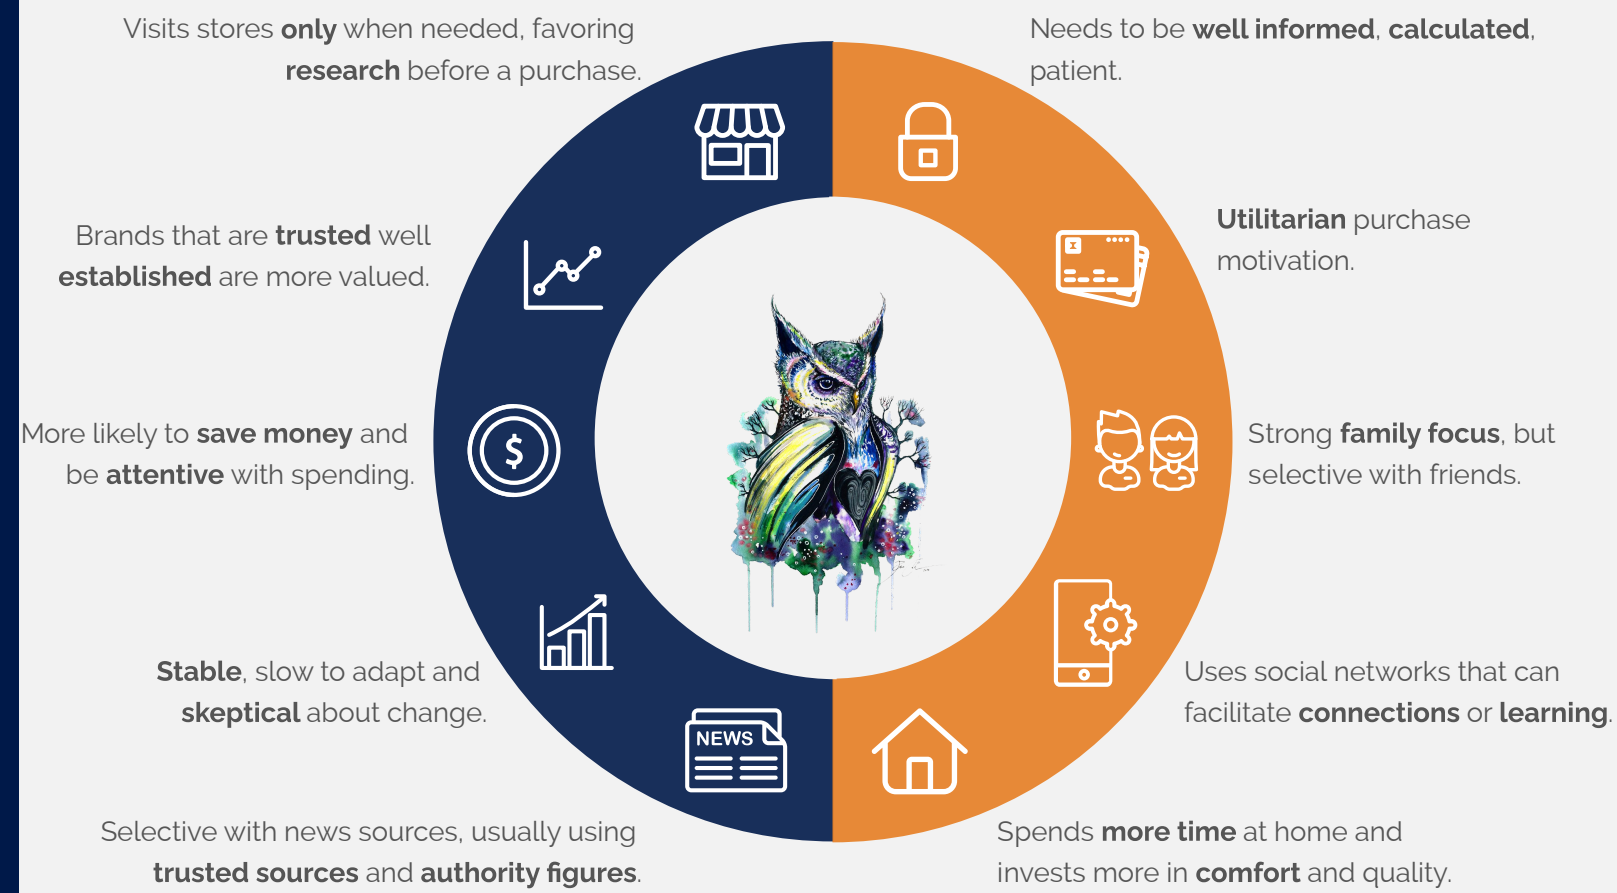 Visits stores only when needed, favoring
research before a purchase.
Needs to be well informed, calculated,
patient.
Brands that are trusted well
established are more valued.
Utilitarian purchase
motivation.
More likely to save money and
be attentive with spending.
$
Strong family focus, but
selective with friends.
Stable, slow to adapt and
skeptical about change.
Uses social networks that can
facilitate connections or learning.
NEWS
Selective with news sources, usually using
trusted sources and authority figures.
Spends more time at home and
invests more in comfort and quality.